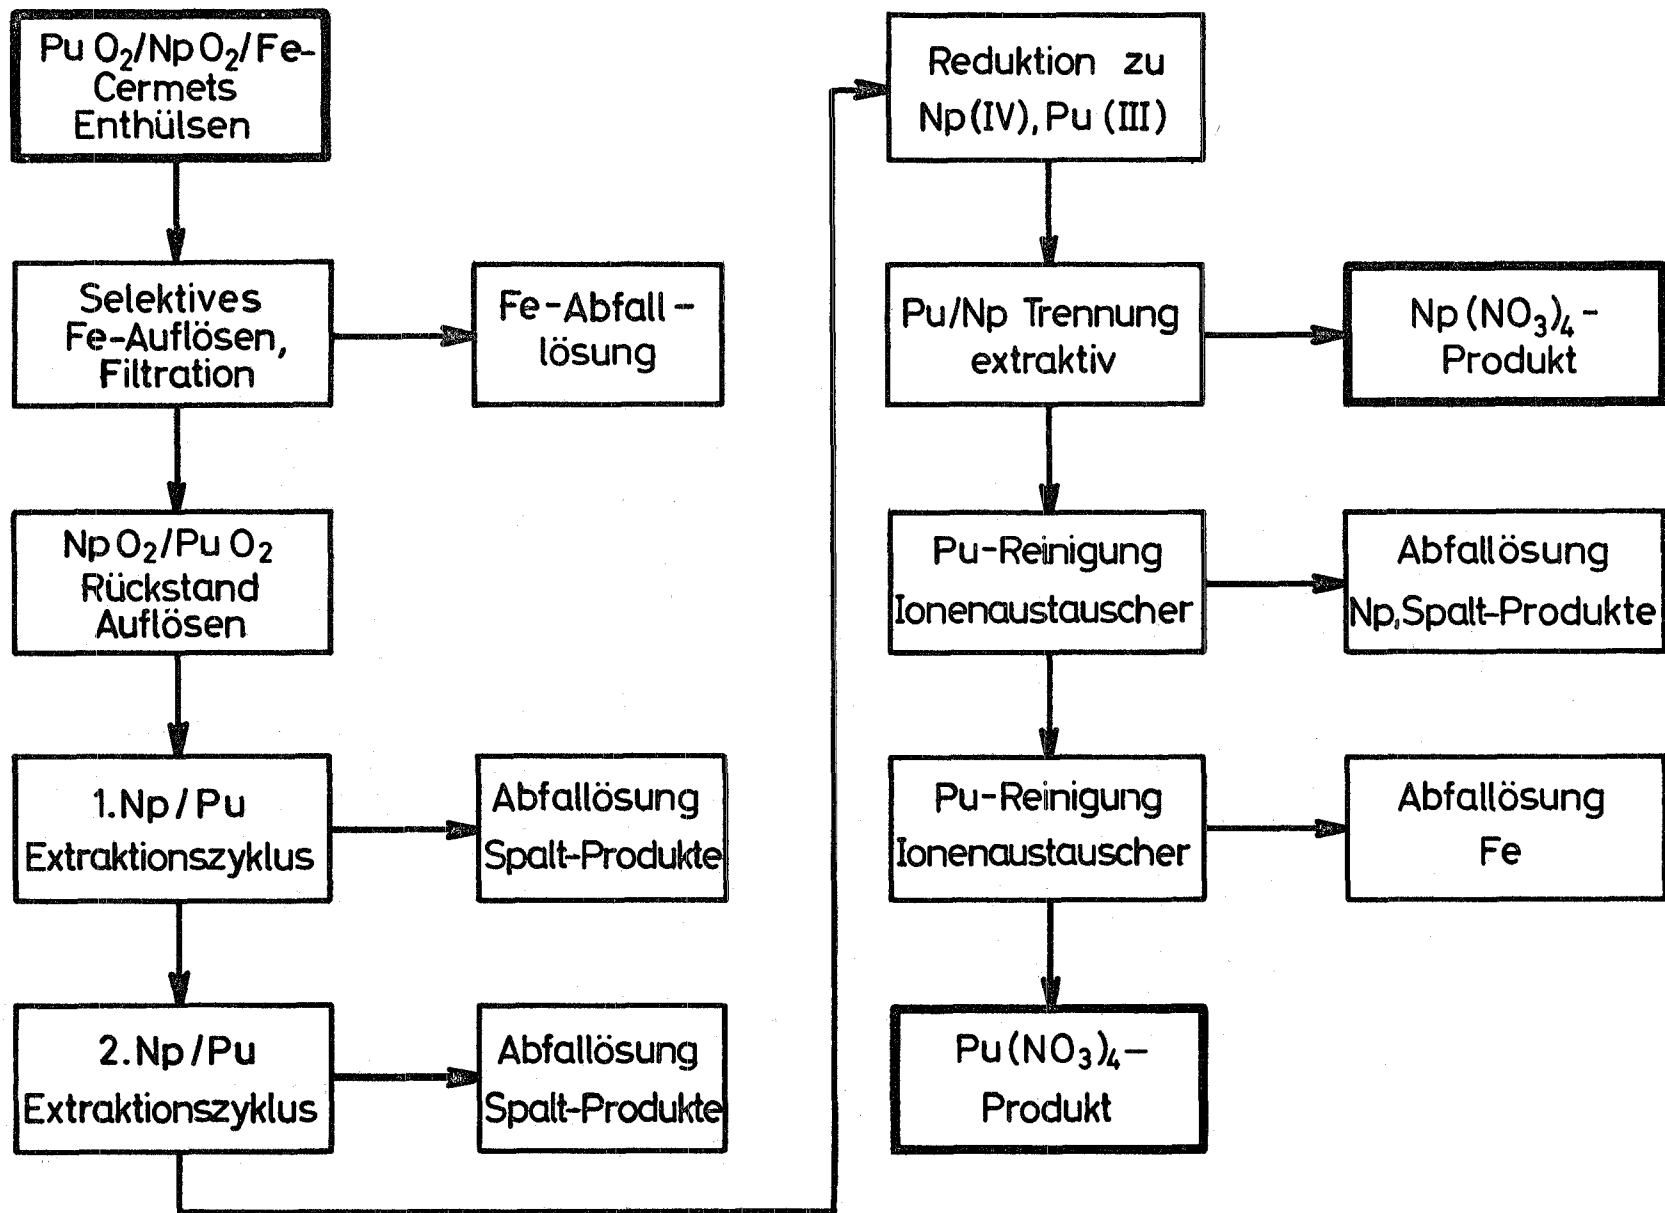 Pu O₂/Np O₂/Fe-
Cermets
Enthülsen
Selektives
Fe-Auflösen,
Filtration
Fe-Abfall-
lösung
Np O₂/Pu O₂
Rückstand
Auflösen
1. Np/Pu
Extraktionszyklus
Abfallösung
Spalt-Produkte
2. Np/Pu
Extraktionszyklus
Abfallösung
Spalt-Produkte
Reduktion zu
Np(IV), Pu (III)
Pu/Np Trennung
extraktiv
Np(NO₃)₄-
Produkt
Pu-Reinigung
Ionenaustauscher
Abfallösung
Np, Spalt-Produkte
Pu-Reinigung
Ionenaustauscher
Abfallösung
Fe
Pu(NO₃)₄-
Produkt